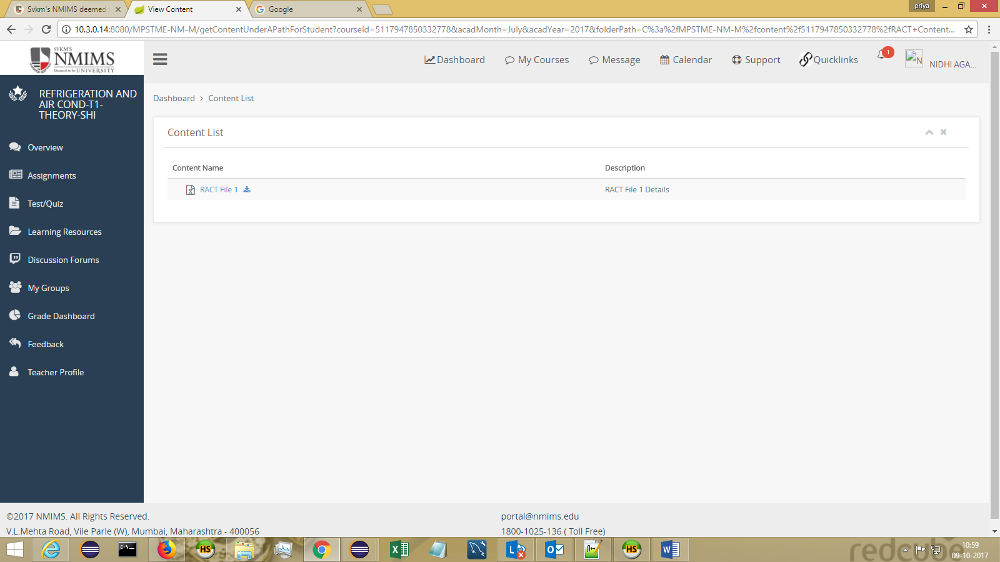 Svkm's NMIMS deemed
View Content
Google
priya
10.3.0.14:8080/MPSTME-NM-M/getContentUnderAPathForStudent?courseId=5117947850332778&acadMonth=July&acadYear=2017&folderPath=C%3a%2fMPSTME-NM-M%2fcontent%2f5117947850332778%2fRACT+Content...
SVKM'S
NMIMS
Deemed to be UNIVERSITY
Dashboard
My Courses
Message
Calendar
Support
Quicklinks
1
N
NIDHI AGA...
REFRIGERATION AND
AIR COND-T1-
THEORY-SHI
Overview
Assignments
Test/Quiz
Learning Resources
Discussion Forums
My Groups
Grade Dashboard
Feedback
Teacher Profile
Dashboard > Content List
Content List
Content Name Description
RACT File 1 RACT File 1 Details
©2017 NMIMS. All Rights Reserved.
V.L.Mehta Road, Vile Parle (W), Mumbai, Maharashtra - 400056
portal@nmims.edu
1800-1025-136 ( Toll Free)
redcube
10:59
09-10-2017